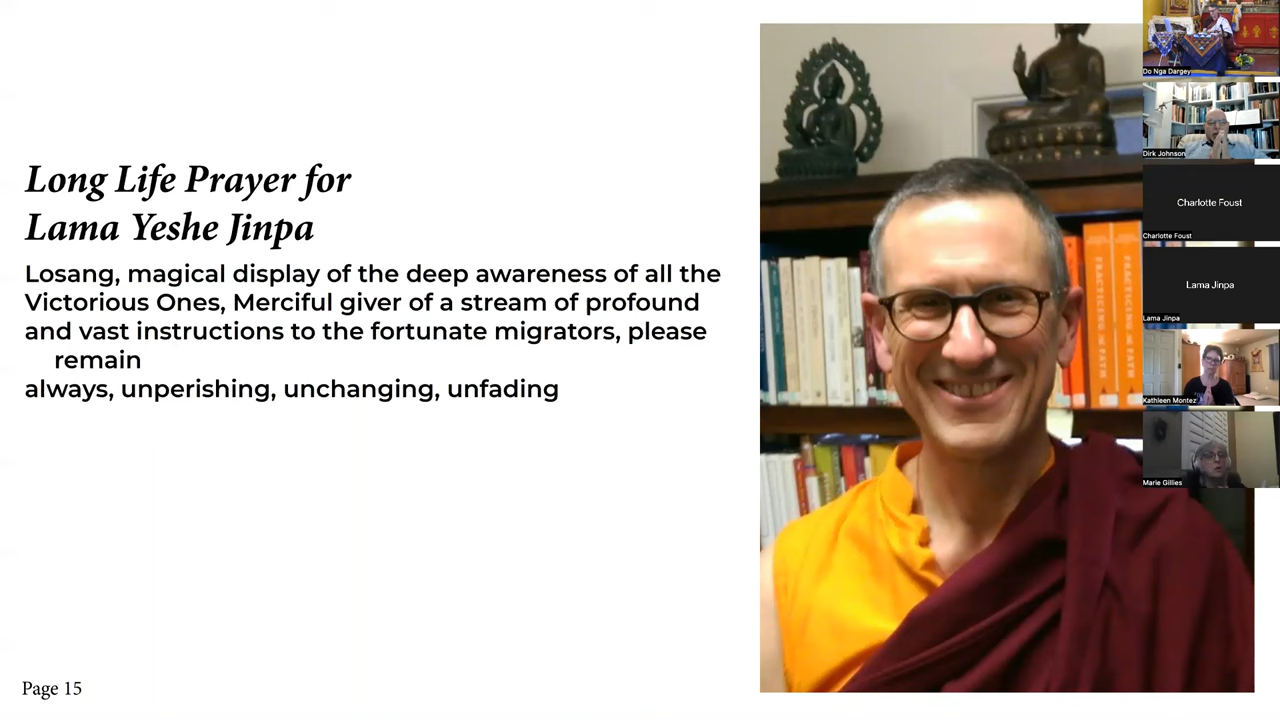 Long Life Prayer for
Lama Yeshe Jinpa
Losang, magical display of the deep awareness of all the
Victorious Ones, Merciful giver of a stream of profound
and vast instructions to the fortunate migrators, please
remain
always, unperishing, unchanging, unfading
Page 15
PRACTICING THE PATH
Do Nga Dargey
Dirk Johnson
Charlotte Foust
Charlotte Foust
Lama Jinpa
Lama Jinpa
Kathleen Montez
Marie Gillies